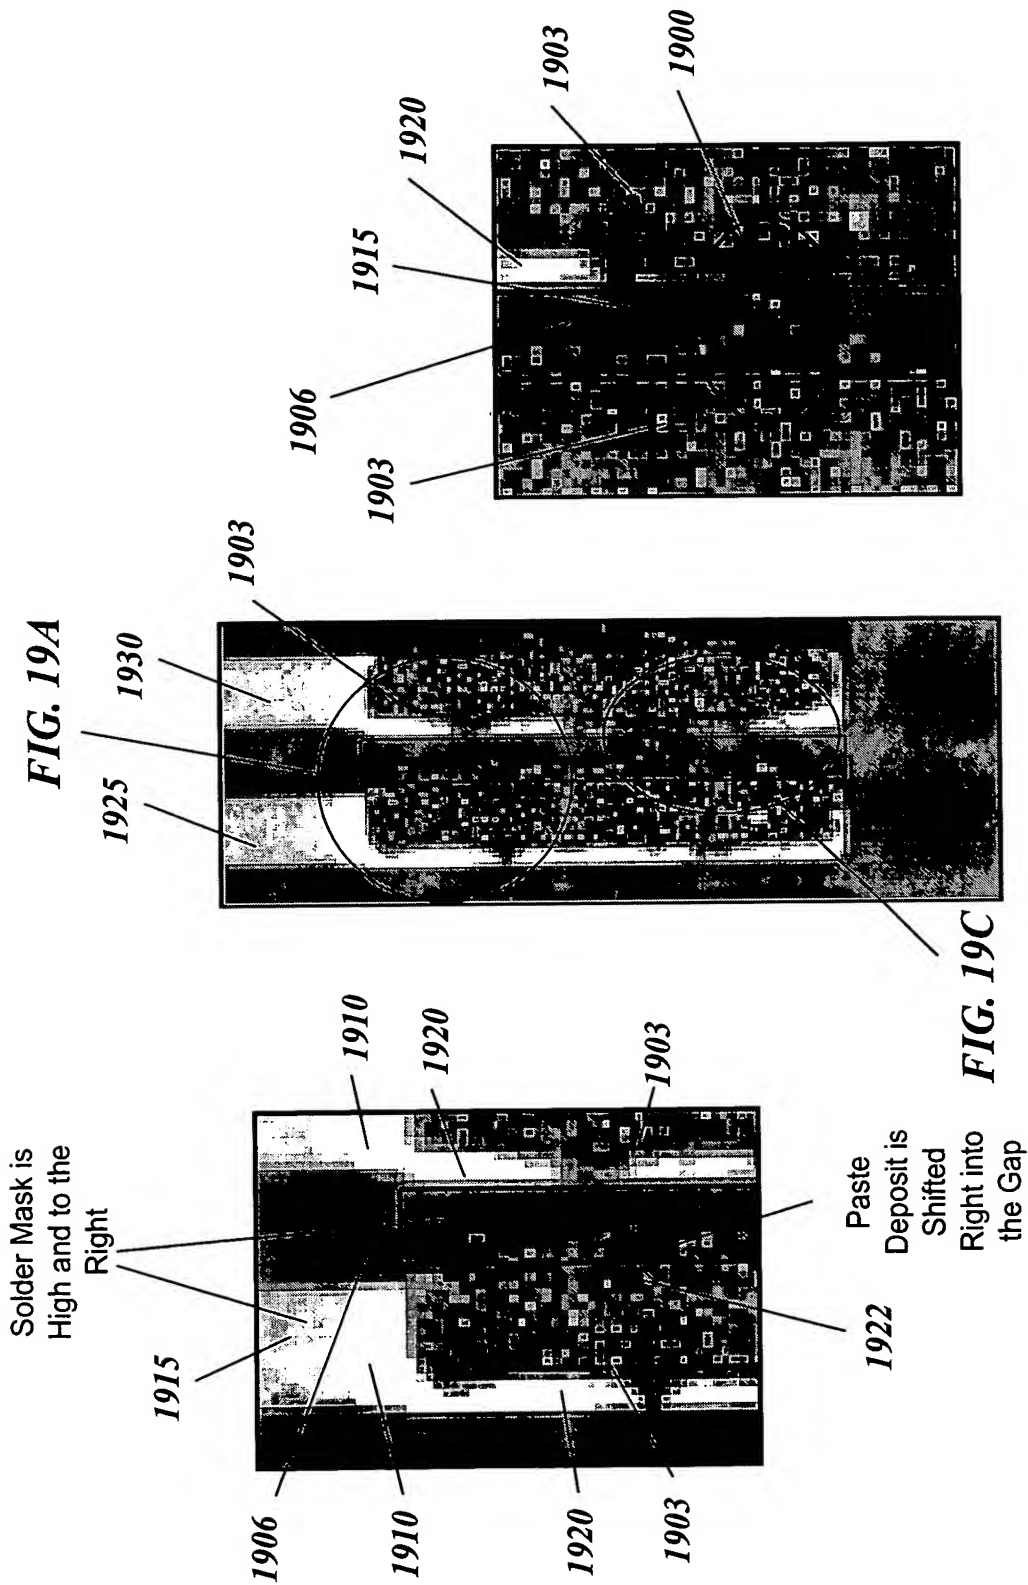 Solder Mask is
High and to the
Right
1915
1906
1910
1920
1903
1910
1920
1903
1922
Paste
Deposit is
Shifted
Right into
the Gap
FIG. 19A
1925
1930
1903
FIG. 19C
1903
1906
1915
1920
1903
1900